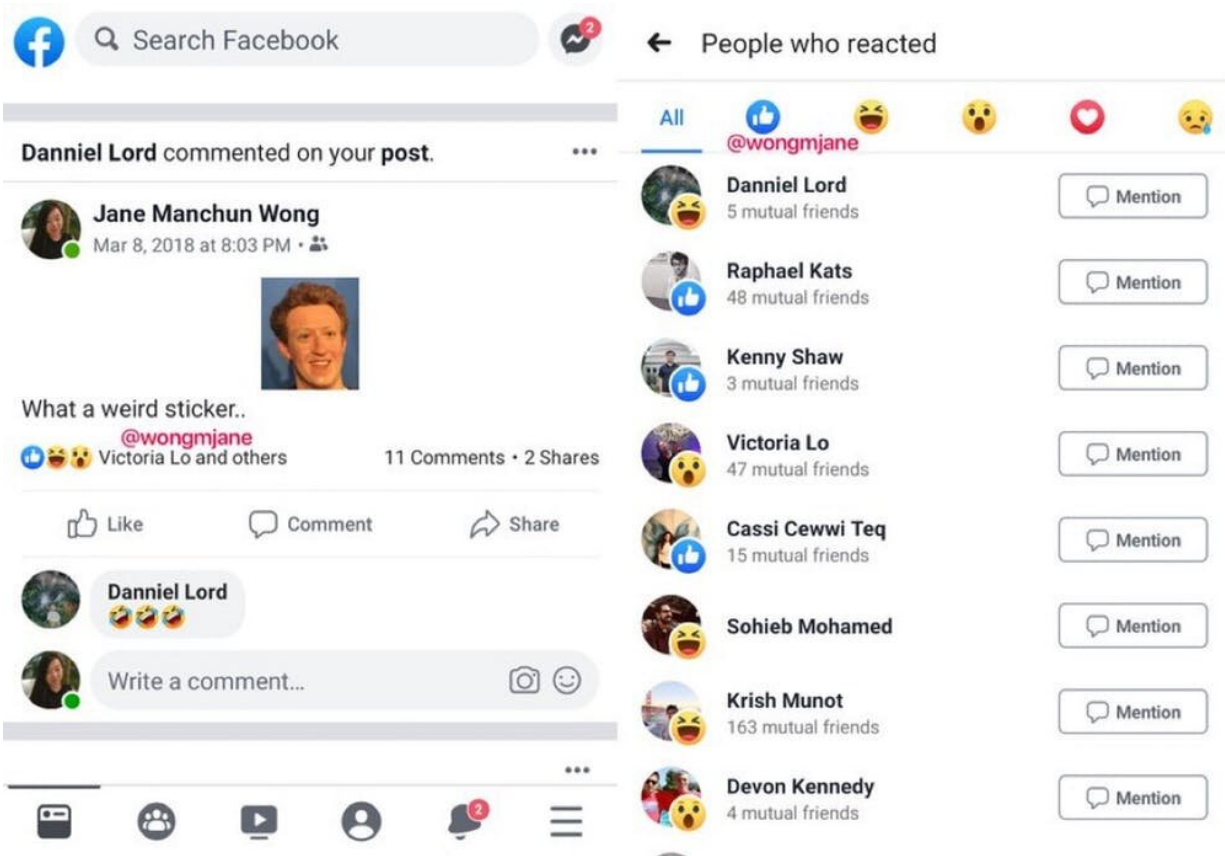 Search Facebook
2
Danniel Lord commented on your post.
Jane Manchun Wong
Mar 8, 2018 at 8:03 PM ·
What a weird sticker..
@wongmjane
Victoria Lo and others
11 Comments • 2 Shares
Like
Comment
Share
Danniel Lord
Write a comment...
2
People who reacted
All
@wongmjane
Danniel Lord
5 mutual friends
Mention
Raphael Kats
48 mutual friends
Mention
Kenny Shaw
3 mutual friends
Mention
Victoria Lo
47 mutual friends
Mention
Cassi Cewwi Teq
15 mutual friends
Mention
Sohieb Mohamed
Mention
Krish Munot
163 mutual friends
Mention
Devon Kennedy
4 mutual friends
Mention